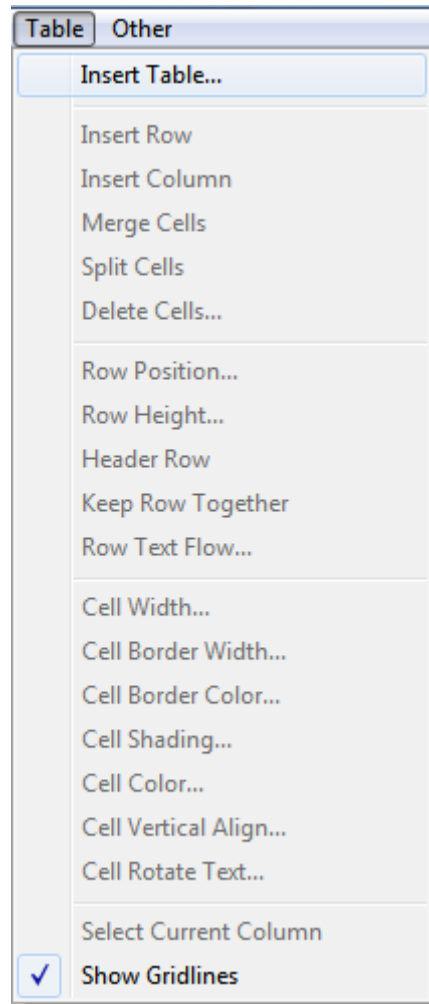 Table Other
Insert Table...
Insert Row
Insert Column
Merge Cells
Split Cells
Delete Cells...
Row Position...
Row Height...
Header Row
Keep Row Together
Row Text Flow...
Cell Width...
Cell Border Width...
Cell Border Color...
Cell Shading...
Cell Color...
Cell Vertical Align...
Cell Rotate Text...
Select Current Column
Show Gridlines